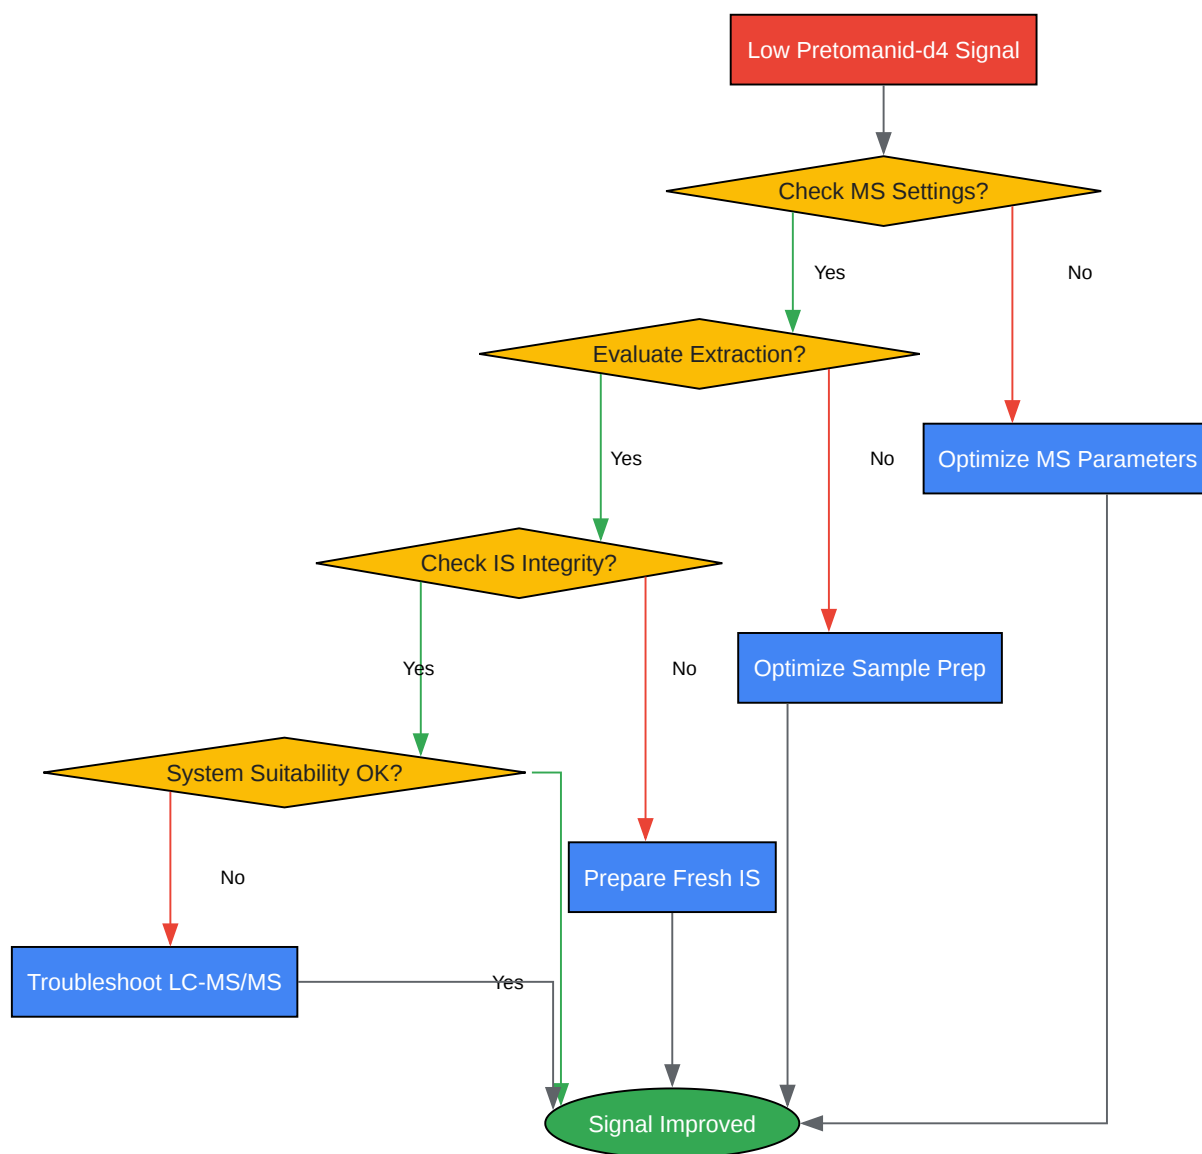 Low Pretomanid-d4 Signal
Check MS Settings?
Yes
No
Evaluate Extraction?
Yes
No
Optimize MS Parameters
Check IS Integrity?
Yes
No
Optimize Sample Prep
System Suitability OK?
No
Prepare Fresh IS
Troubleshoot LC-MS/MS
Yes
Signal Improved